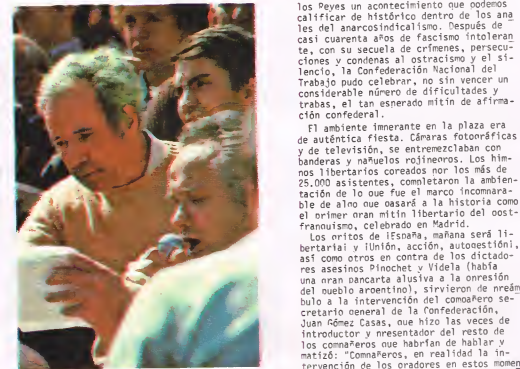 los Peyes un acontecimiento que podemos
calificar de histórico dentro de los ana
les del anarcosindicalismo. Después de
casi cuarenta años de fascismo intoleran
te, con su secuela de crímenes, persecu-
ciones y condenas al ostracismo y el si-
lencio, la Confederación Nacional del
Trabajo pudo celebrar, no sin vencer un
considerable número de dificultades y
trabas, el tan esperado mitin de afirma-
ción confederal.
El ambiente imnerante en la plaza era
de auténtica fiesta. Cámaras fotográficas
y de televisión, se entremezclaban con
banderas y nañuelos rojinegros. Los him-
nos libertarios coreados nor los más de
25.000 asistentes, comnletaron la ambien-
tación de lo que fue el marco incomnara-
ble de algo que pasará a la historia como
el primer gran mitin libertario del post-
franquismo, celebrado en Madrid.
Los gritos de ¡España, mañana será li-
bertaria¡ y ¡Unión, acción, autogestión¡,
así como otros en contra de los dictado-
res asesinos Pinochet y Videla (había
una gran pancarta alusiva a la opresión
del pueblo argentino), sirvieron de preám
bulo a la intervención del compañero se-
cretario general de la Confederación,
Juan Gómez Casas, que hizo las veces de
introductor y presentador del resto de
los compañeros que habrían de hablar y
matizó: "Compañeros, en realidad la in-
tervención de los oradores en estos momen